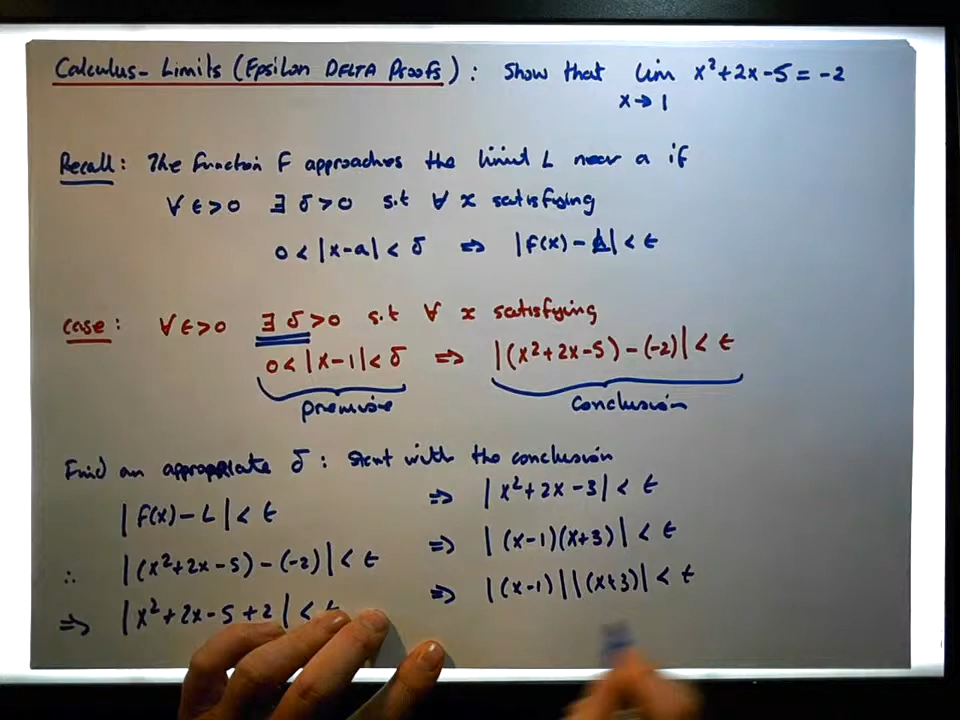 Calculus - Limits (Epsilon DELTA Proofs): Show that lim x²+2x-5 = -2
x→1
Recall: The Function F approaches the limit L near a if
∀ ε>0 ∃ δ>0 s.t ∀ x satisfying
0<|x-a|<δ ⇒ |F(x)-L|<ε
case: ∀ ε>0 ∃ δ>0 s.t ∀ x satisfying
0<|x-1|<δ ⇒ |(x²+2x-5)-(-2)|<ε
premise conclusion
Find an appropriate δ: start with the conclusion
|F(x)-L|<ε
∴ |(x²+2x-5)-(-2)|<ε
⇒ |x²+2x-5+2|<ε
⇒ |x²+2x-3|<ε
⇒ |(x-1)(x+3)|<ε
⇒ |(x-1)||(x+3)|<ε